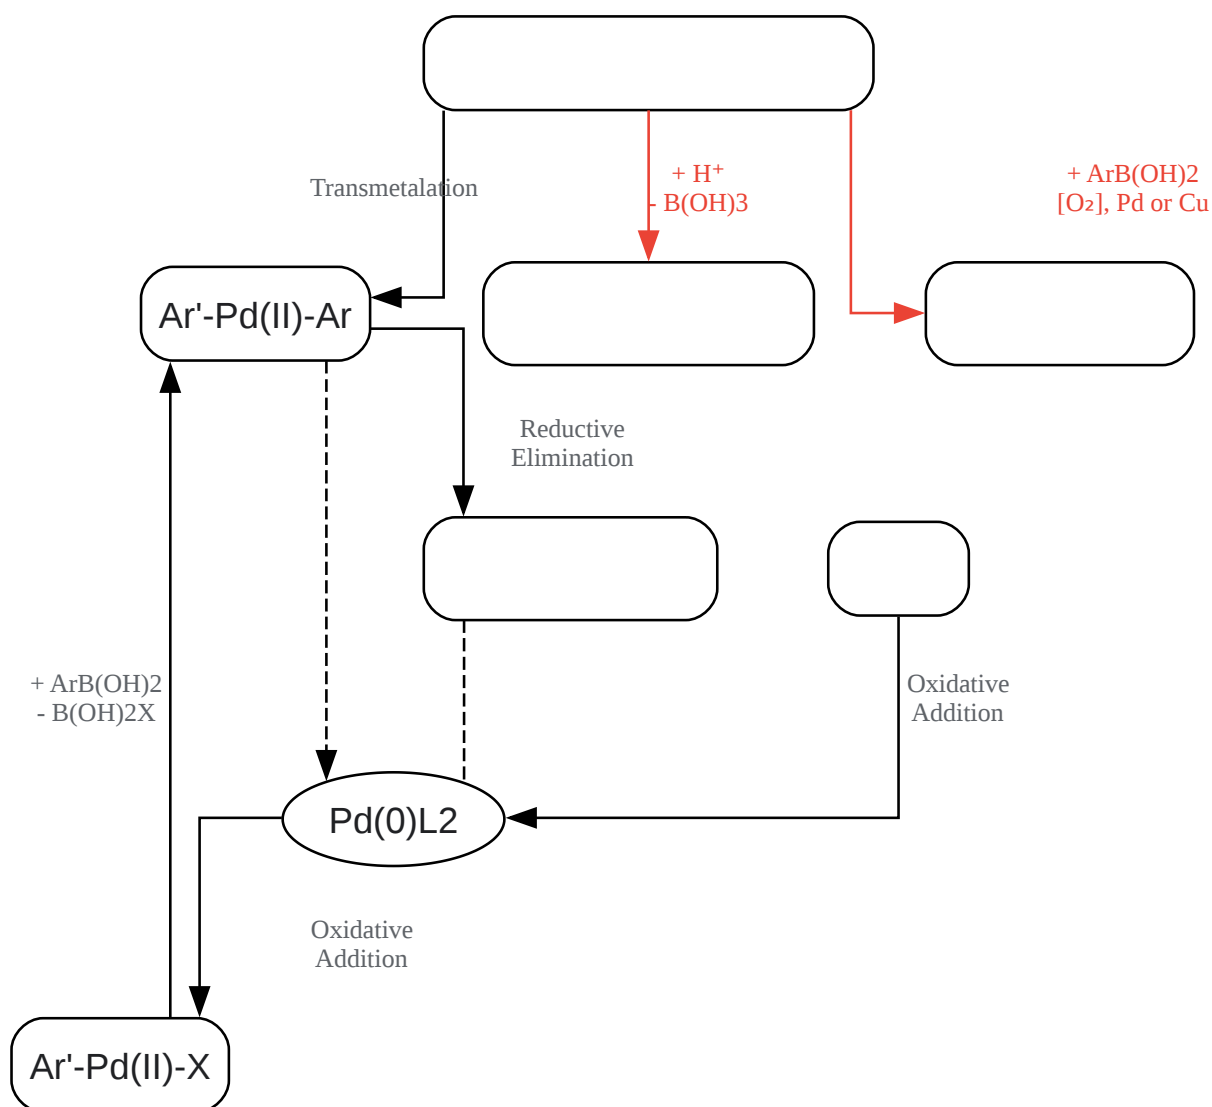 Transmetalation
+ H⁺
- B(OH)3
+ ArB(OH)2
[O₂], Pd or Cu
Ar'-Pd(II)-Ar
Reductive
Elimination
+ ArB(OH)2
- B(OH)2X
Oxidative
Addition
Pd(0)L2
Oxidative
Addition
Ar'-Pd(II)-X